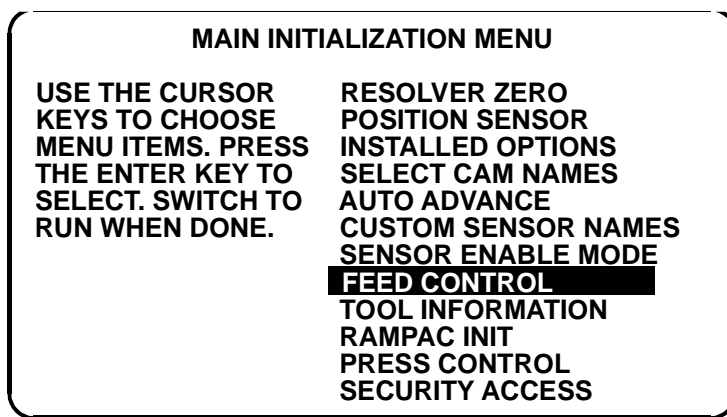 MAIN INITIALIZATION MENU
USE THE CURSOR
KEYS TO CHOOSE
MENU ITEMS. PRESS
THE ENTER KEY TO
SELECT. SWITCH TO
RUN WHEN DONE.
RESOLVER ZERO
POSITION SENSOR
INSTALLED OPTIONS
SELECT CAM NAMES
AUTO ADVANCE
CUSTOM SENSOR NAMES
SENSOR ENABLE MODE
FEED CONTROL
TOOL INFORMATION
RAMPAC INIT
PRESS CONTROL
SECURITY ACCESS